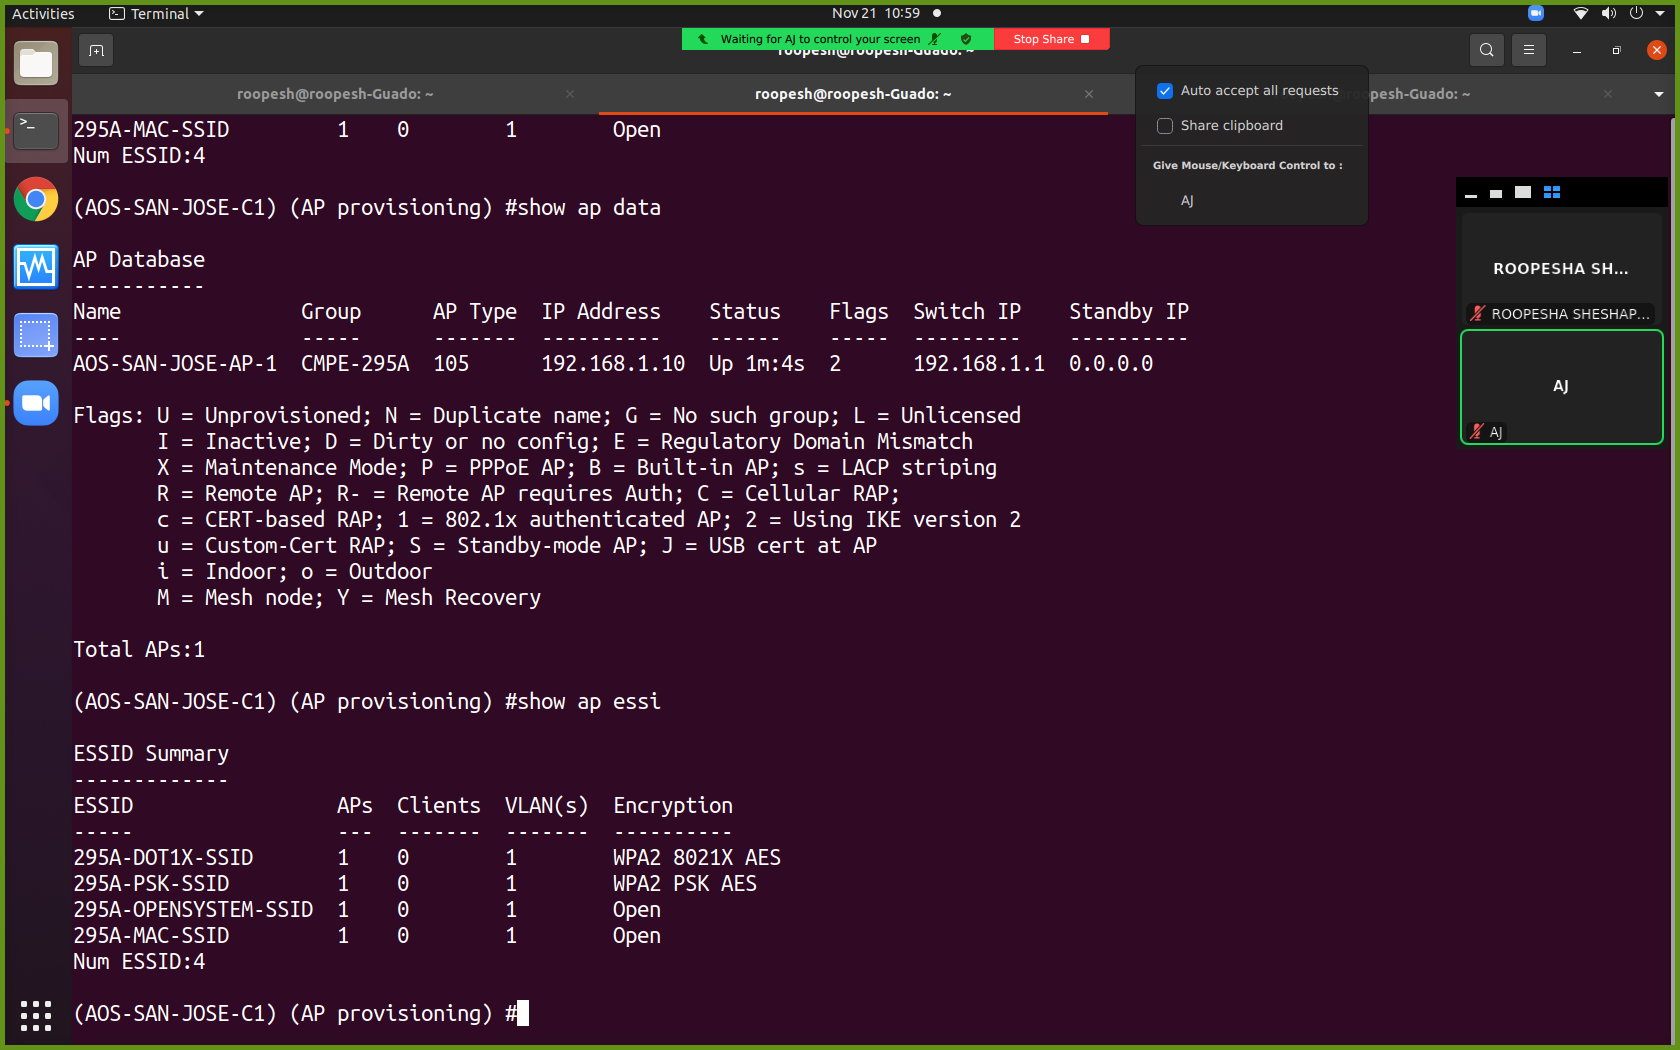 Activities
Terminal
Nov 21 10:59
Waiting for AJ to control your screen
Stop Share
roopesh@roopesh-Guado: ~
roopesh@roopesh-Guado: ~
roopesh@roopesh-Guado: ~
opesh-Guado: ~
Auto accept all requests
Share clipboard
Give Mouse/Keyboard Control to :
AJ
ROOPESHA SH...
ROOPESHA SHESHAP...
AJ
AJ
295A-MAC-SSID 1 0 1 Open
Num ESSID:4
(AOS-SAN-JOSE-C1) (AP provisioning) #show ap data
AP Database
-----------
Name Group AP Type IP Address Status Flags Switch IP Standby IP
---- ----- ------- ---------- ------ ----- --------- ----------
AOS-SAN-JOSE-AP-1 CMPE-295A 105 192.168.1.10 Up 1m:4s 2 192.168.1.1 0.0.0.0
Flags: U = Unprovisioned; N = Duplicate name; G = No such group; L = Unlicensed
I = Inactive; D = Dirty or no config; E = Regulatory Domain Mismatch
X = Maintenance Mode; P = PPPoE AP; B = Built-in AP; s = LACP striping
R = Remote AP; R- = Remote AP requires Auth; C = Cellular RAP;
c = CERT-based RAP; 1 = 802.1x authenticated AP; 2 = Using IKE version 2
u = Custom-Cert RAP; S = Standby-mode AP; J = USB cert at AP
i = Indoor; o = Outdoor
M = Mesh node; Y = Mesh Recovery
Total APs:1
(AOS-SAN-JOSE-C1) (AP provisioning) #show ap essi
ESSID Summary
-------------
ESSID APs Clients VLAN(s) Encryption
----- --- ------- ------- ----------
295A-DOT1X-SSID 1 0 1 WPA2 8021X AES
295A-PSK-SSID 1 0 1 WPA2 PSK AES
295A-OPENSYSTEM-SSID 1 0 1 Open
295A-MAC-SSID 1 0 1 Open
Num ESSID:4
(AOS-SAN-JOSE-C1) (AP provisioning) #